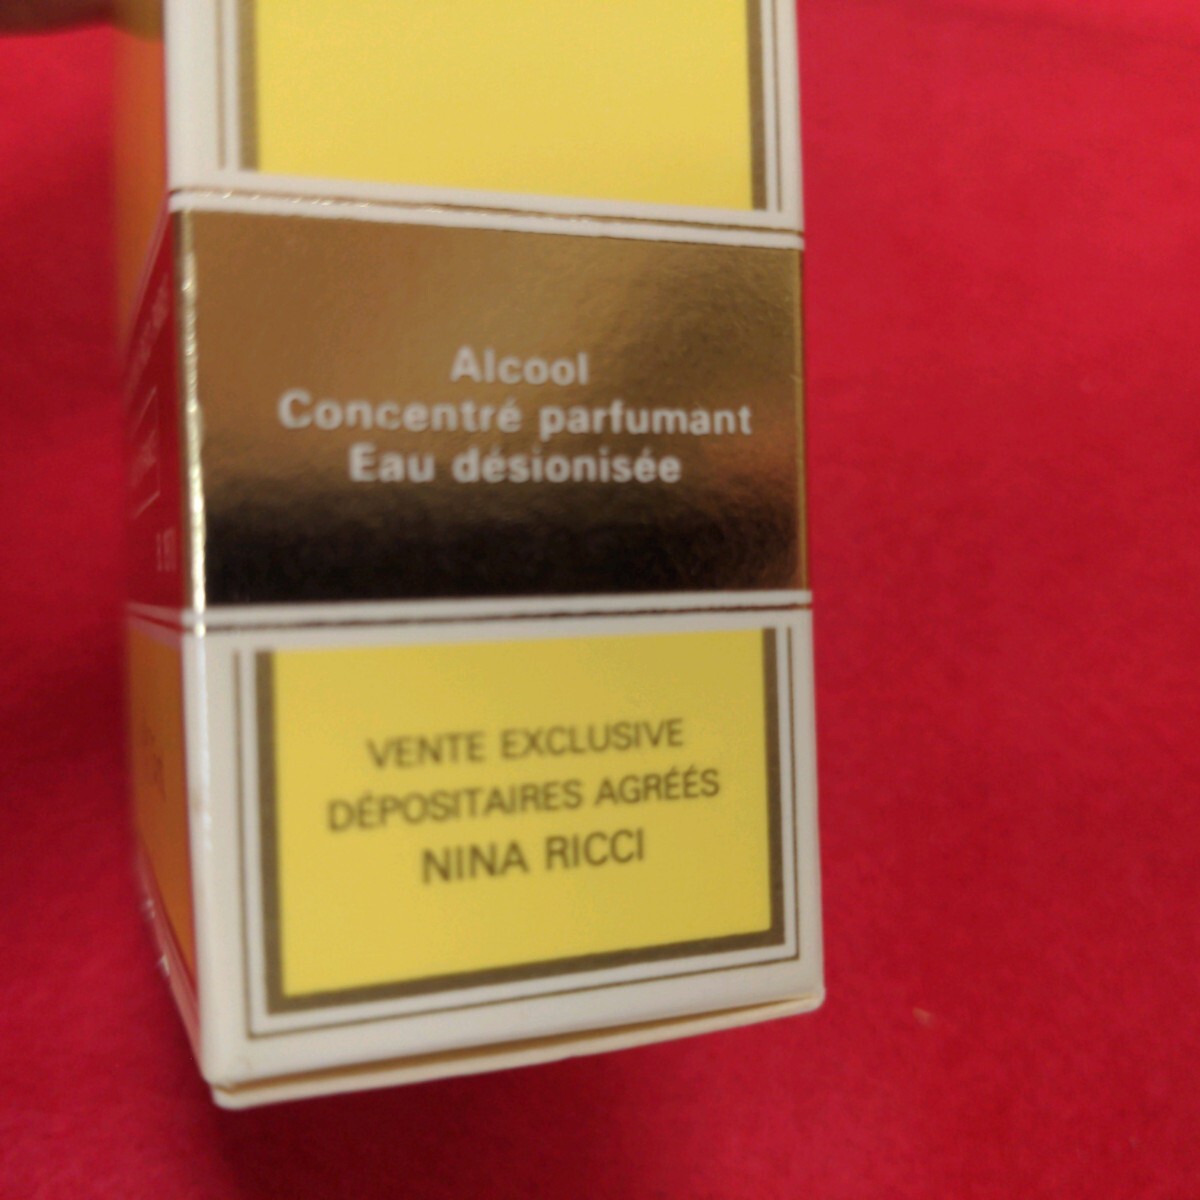 Alcool
Concentré parfumant
Eau désionisée
VENTE EXCLUSIVE
DÉPOSITAIRES AGRÉÉS
NINA RICCI